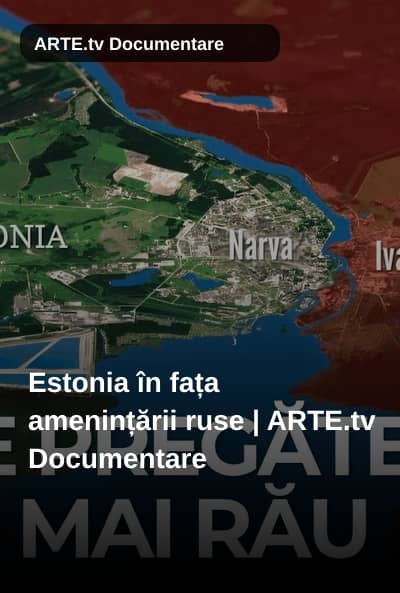 ARTE.tv Documentare
ONIA
Narva
Iva
Estonia în fața
amenințării ruse | ARTE.tv
Documentare
E PREGĂTE
MAI RĂU